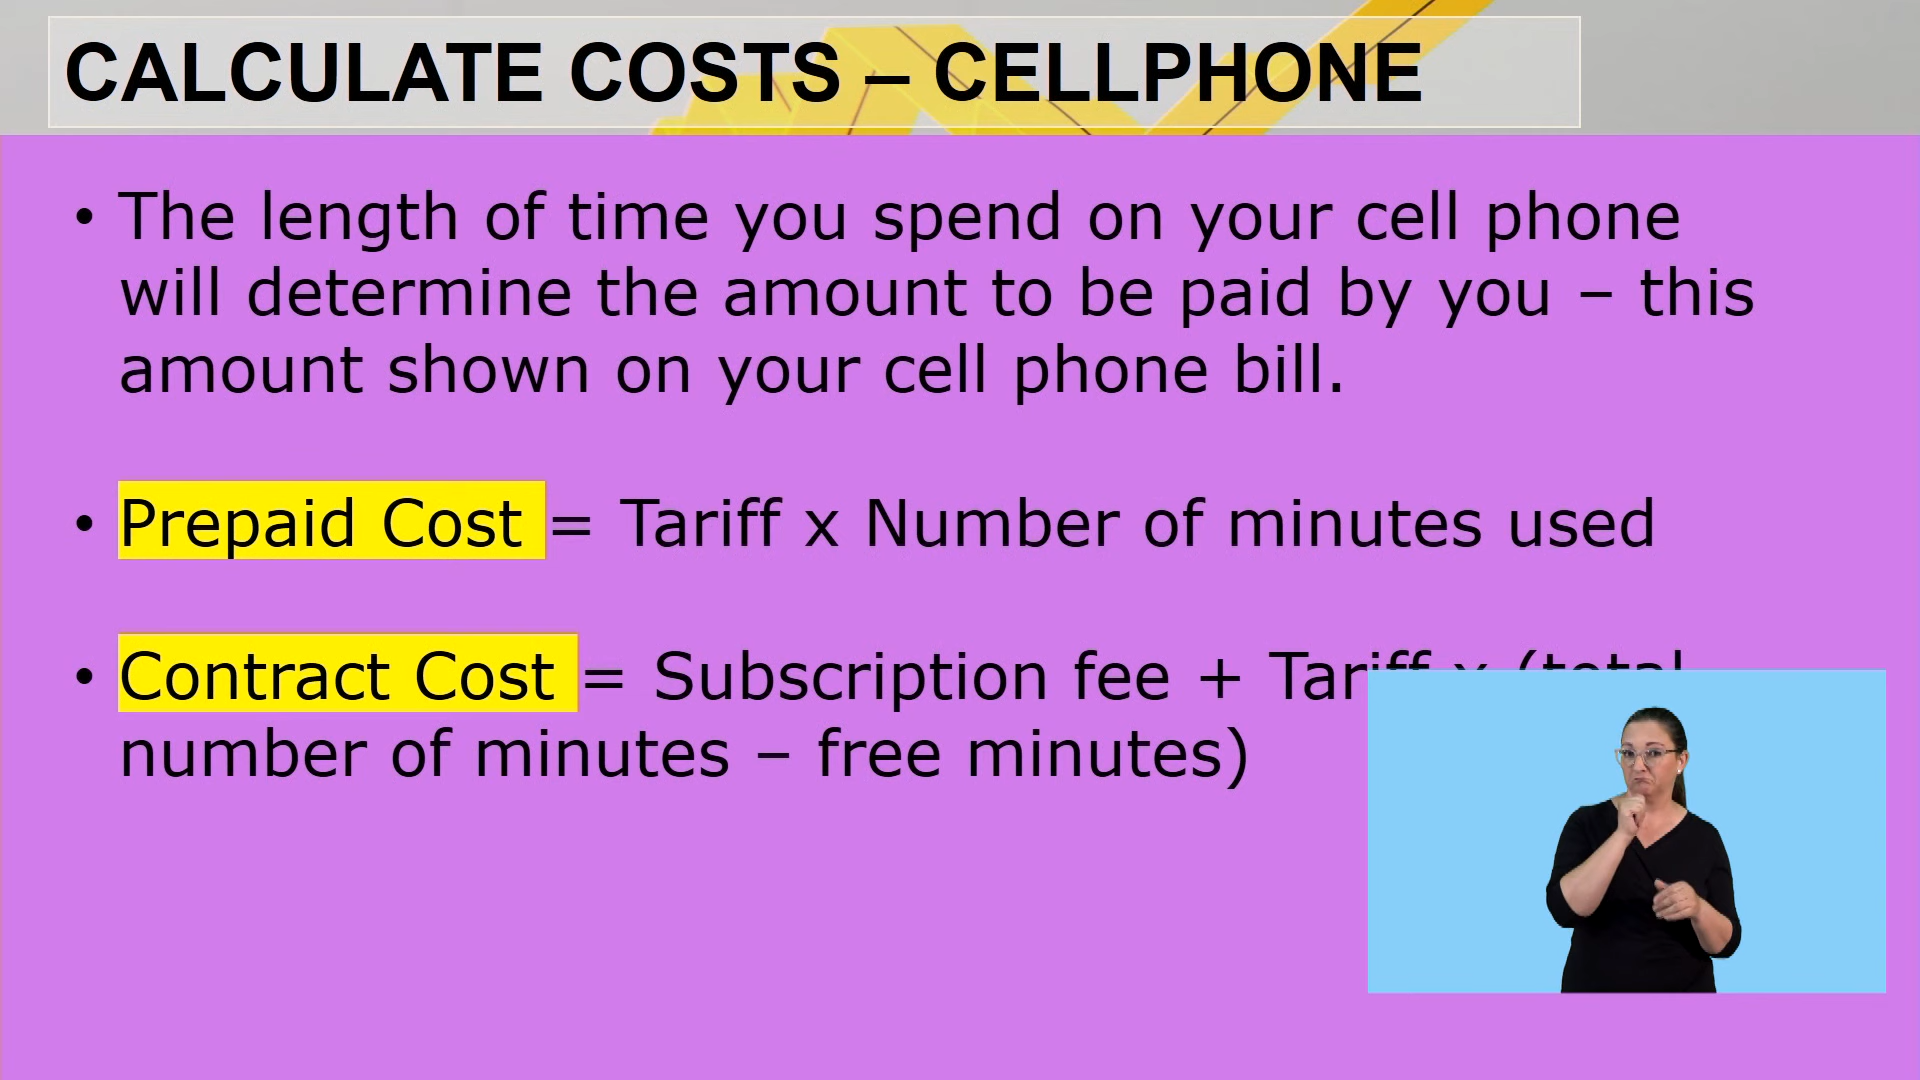 CALCULATE COSTS – CELLPHONE
• The length of time you spend on your cell phone
will determine the amount to be paid by you – this
amount shown on your cell phone bill.
• Prepaid Cost = Tariff x Number of minutes used
• Contract Cost = Subscription fee + Tariff x (total
number of minutes – free minutes)